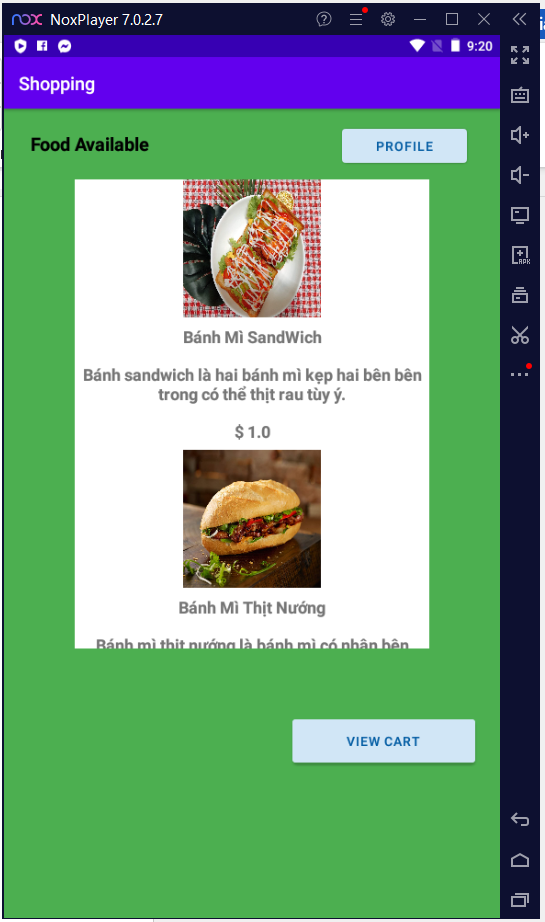 nox NoxPlayer 7.0.2.7
9:20
Shopping
Food Available
PROFILE
Bánh Mì SandWich
Bánh sandwich là hai bánh mì kẹp hai bên bên
trong có thể thịt rau tùy ý.
$ 1.0
Bánh Mì Thịt Nướng
Bánh mì thịt nướng là bánh mì có nhân bên
VIEW CART
APK